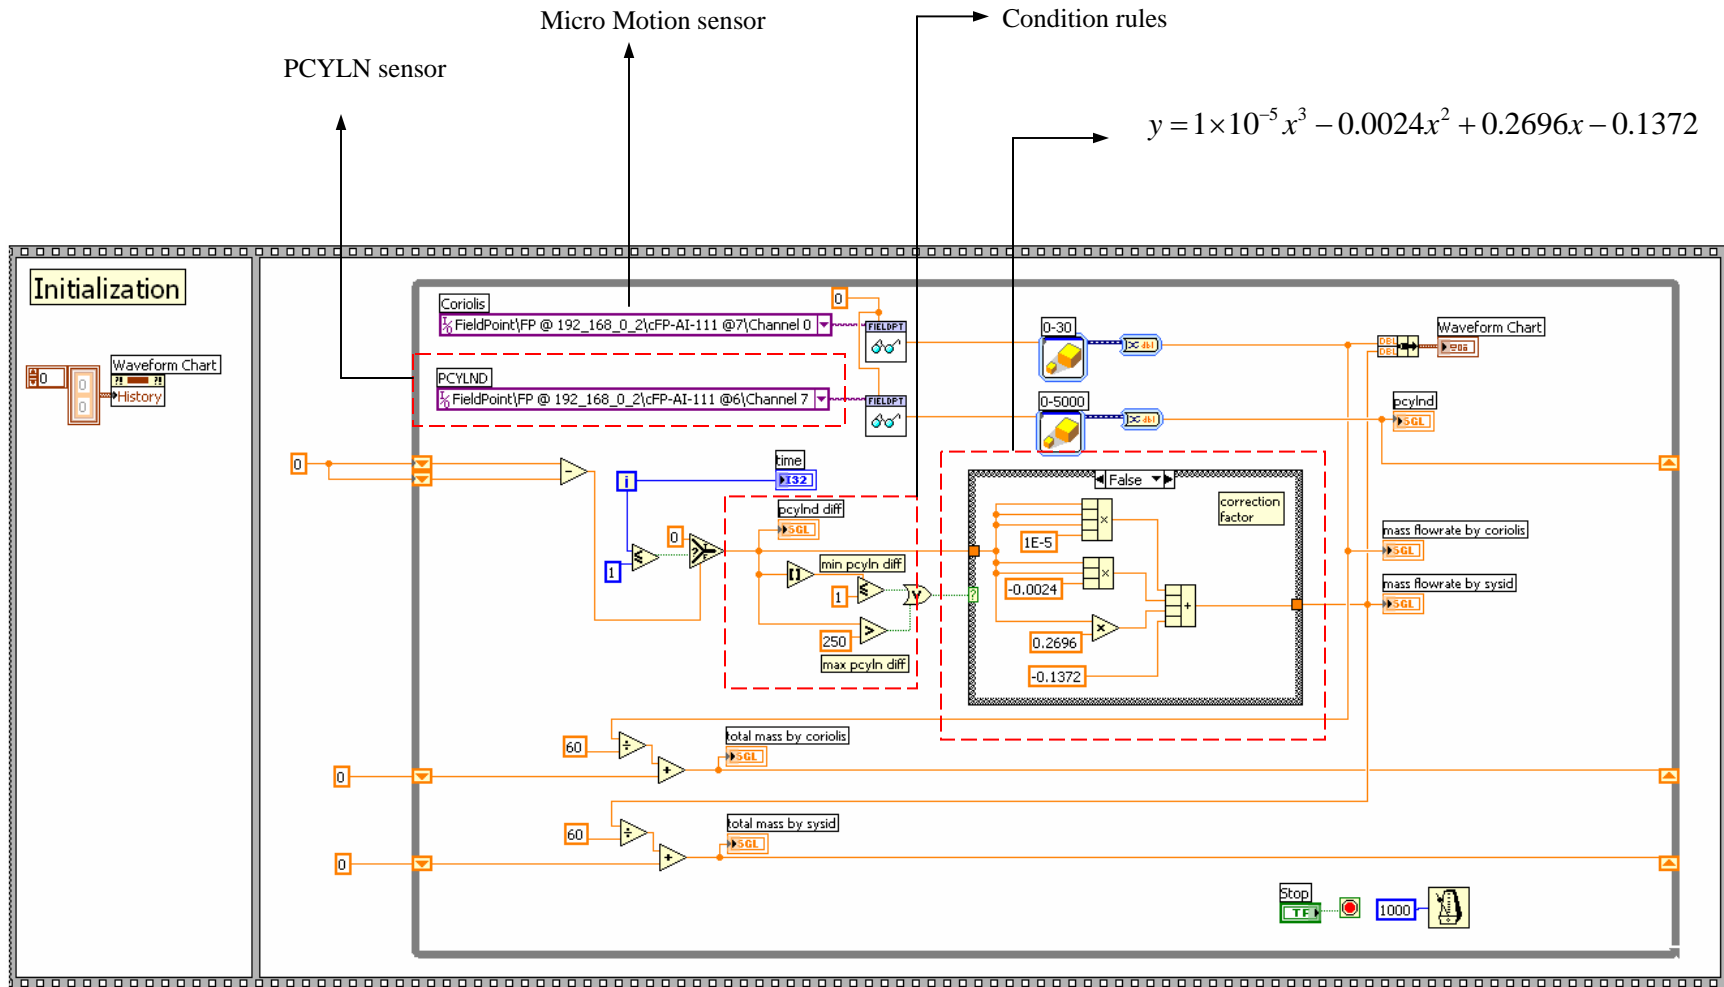 Micro Motion sensor
Condition rules
PCYLN sensor
y = 1×10⁻⁵ x³ − 0.0024x² + 0.2696x − 0.1372
Initialization
0
Waveform Chart
History
Coriolis
FieldPoint\FP @ 192_168_0_2\cFP-AI-111 @7\Channel 0
0
FIELDPT
0-30
DBL
DBL
Waveform Chart
PCYLND
FieldPoint\FP @ 192_168_0_2\cFP-AI-111 @6\Channel 7
FIELDPT
0-5000
pcylnd
SGL
0
i
time
I32
False
correction
factor
pcylnd diff
SGL
0
1
min pcyln diff
1
250
max pcyln diff
1E-5
-0.0024
0.2696
-0.1372
mass flowrate by coriolis
SGL
mass flowrate by sysid
SGL
60
total mass by coriolis
SGL
0
60
total mass by sysid
SGL
0
Stop
TF
1000